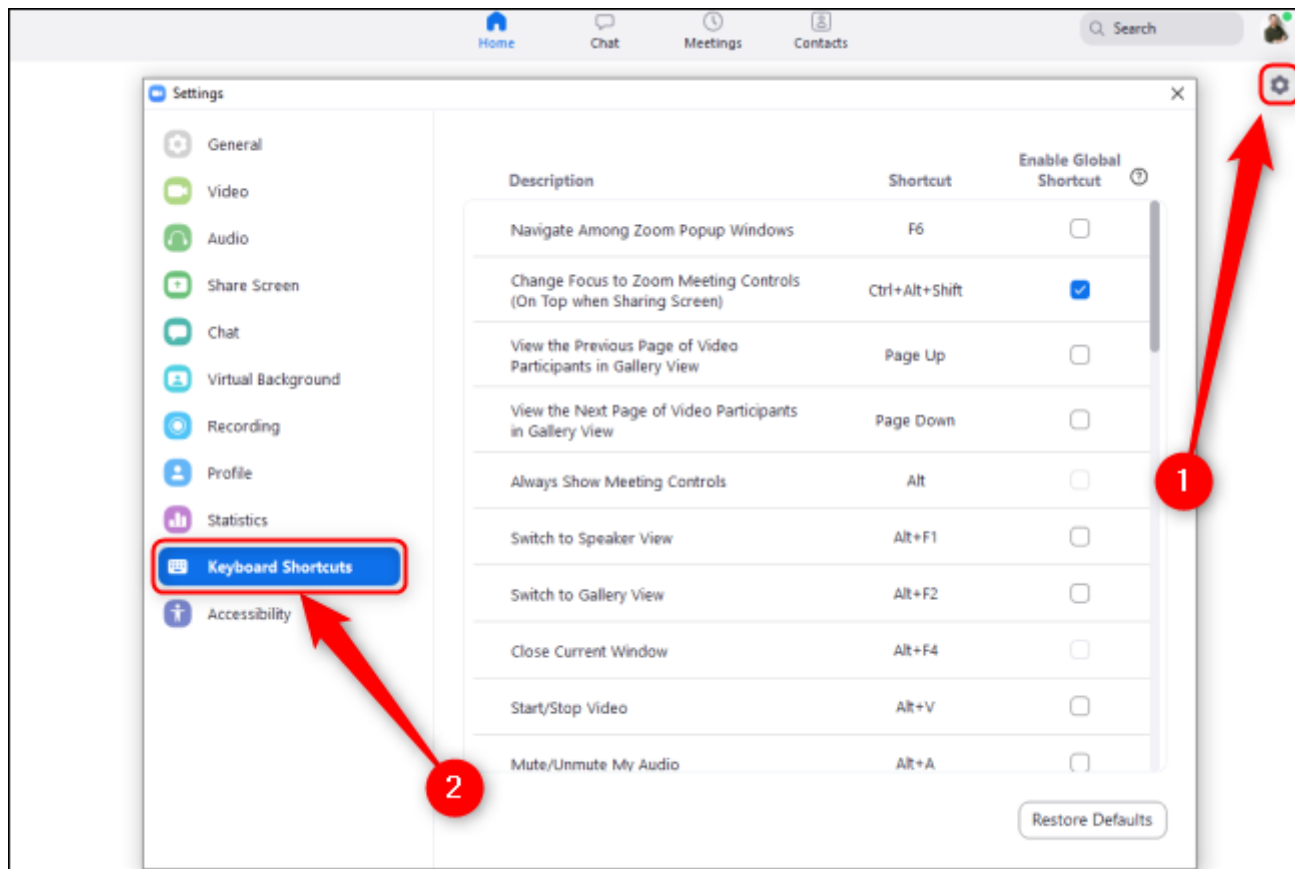 Home
Chat
Meetings
Contacts
Search
Settings
General
Video
Audio
Share Screen
Chat
Virtual Background
Recording
Profile
Statistics
Keyboard Shortcuts
Accessibility
Description
Shortcut
Enable Global
Shortcut
?
Navigate Among Zoom Popup Windows
F6
Change Focus to Zoom Meeting Controls
(On Top when Sharing Screen)
Ctrl+Alt+Shift
View the Previous Page of Video
Participants in Gallery View
Page Up
View the Next Page of Video Participants
in Gallery View
Page Down
Always Show Meeting Controls
Alt
Switch to Speaker View
Alt+F1
Switch to Gallery View
Alt+F2
Close Current Window
Alt+F4
Start/Stop Video
Alt+V
Mute/Unmute My Audio
Alt+A
Restore Defaults
1
2